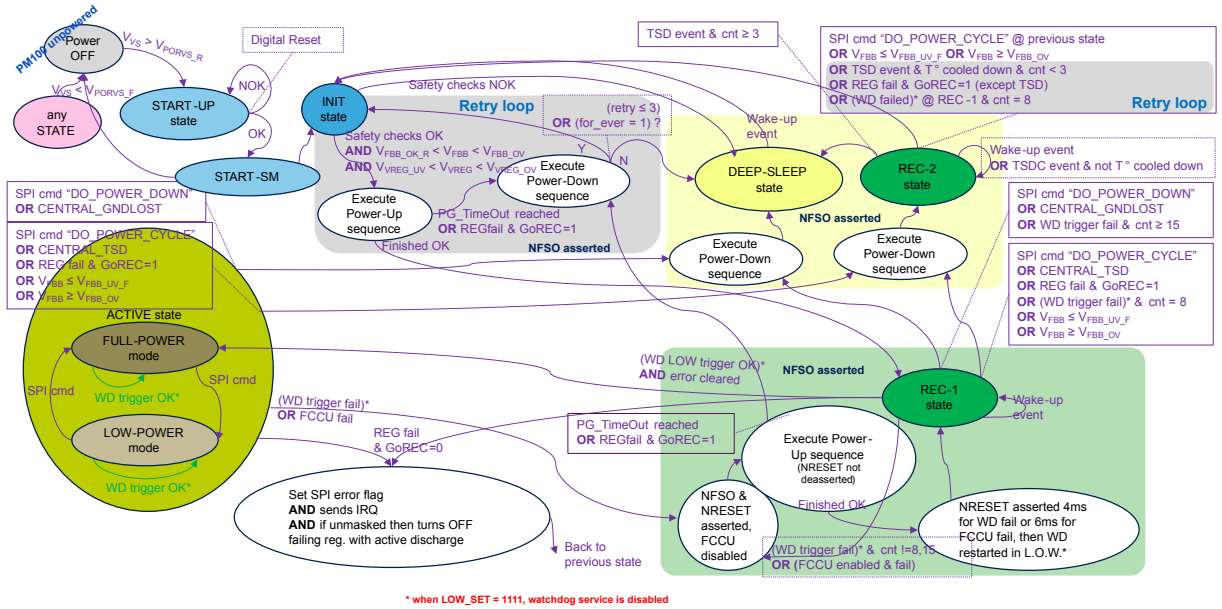 PM100 unpowered
Power
OFF
V_VS > V_PORVS_R
Digital Reset
NOK
START-UP
state
V_VS < V_PORVS_F
any
STATE
OK
START-SM
INIT
state
Safety checks NOK
Retry loop
(retry ≤ 3)
OR (for_ever = 1) ?
Safety checks OK
AND V_FBB_OK_R < V_FBB < V_FBB_OV
AND V_VREG_UV < V_VREG < V_VREG_OV
Y
N
Execute
Power-Up
sequence
Execute
Power-Down
sequence
PG_TimeOut reached
OR REGfail & GoREC=1
Finished OK
NFSO asserted
TSD event & cnt ≥ 3
SPI cmd “DO_POWER_CYCLE” @ previous state
OR V_FBB ≤ V_FBB_UV_F OR V_FBB ≥ V_FBB_OV
OR TSD event & T° cooled down & cnt < 3
OR REG fail & GoREC=1 (except TSD)
OR (WD failed)* @ REC -1 & cnt = 8
Retry loop
Wake-up
event
DEEP-SLEEP
state
REC-2
state
Wake-up event
OR TSDC event & not T° cooled down
NFSO asserted
Execute
Power-Down
sequence
Execute
Power-Down
sequence
SPI cmd “DO_POWER_DOWN”
OR CENTRAL_GNDLOST
SPI cmd “DO_POWER_CYCLE”
OR CENTRAL_TSD
OR REG fail & GoREC=1
OR V_FBB ≤ V_FBB_UV_F
OR V_FBB ≥ V_FBB_OV
SPI cmd “DO_POWER_DOWN”
OR CENTRAL_GNDLOST
OR WD trigger fail & cnt ≥ 15
SPI cmd “DO_POWER_CYCLE”
OR CENTRAL_TSD
OR REG fail & GoREC=1
OR (WD trigger fail)* & cnt = 8
OR V_FBB ≤ V_FBB_UV_F
OR V_FBB ≥ V_FBB_OV
ACTIVE state
FULL-POWER
mode
SPI cmd
SPI cmd
WD trigger OK*
LOW-POWER
mode
WD trigger OK*
(WD LOW trigger OK)*
AND error cleared
NFSO asserted
REC-1
state
Wake-up
event
(WD trigger fail)*
OR FCCU fail
REG fail
& GoREC=0
PG_TimeOut reached
OR REGfail & GoREC=1
Execute Power-
Up sequence
(NRESET not
deasserted)
Finished OK
Set SPI error flag
AND sends IRQ
AND if unmasked then turns OFF
failing reg. with active discharge
Back to
previous state
NFSO &
NRESET
asserted,
FCCU
disabled
NRESET asserted 4ms
for WD fail or 6ms for
FCCU fail, then WD
restarted in L.O.W.*
(WD trigger fail)* & cnt !=8,15
OR (FCCU enabled & fail)
* when LOW_SET = 1111, watchdog service is disabled